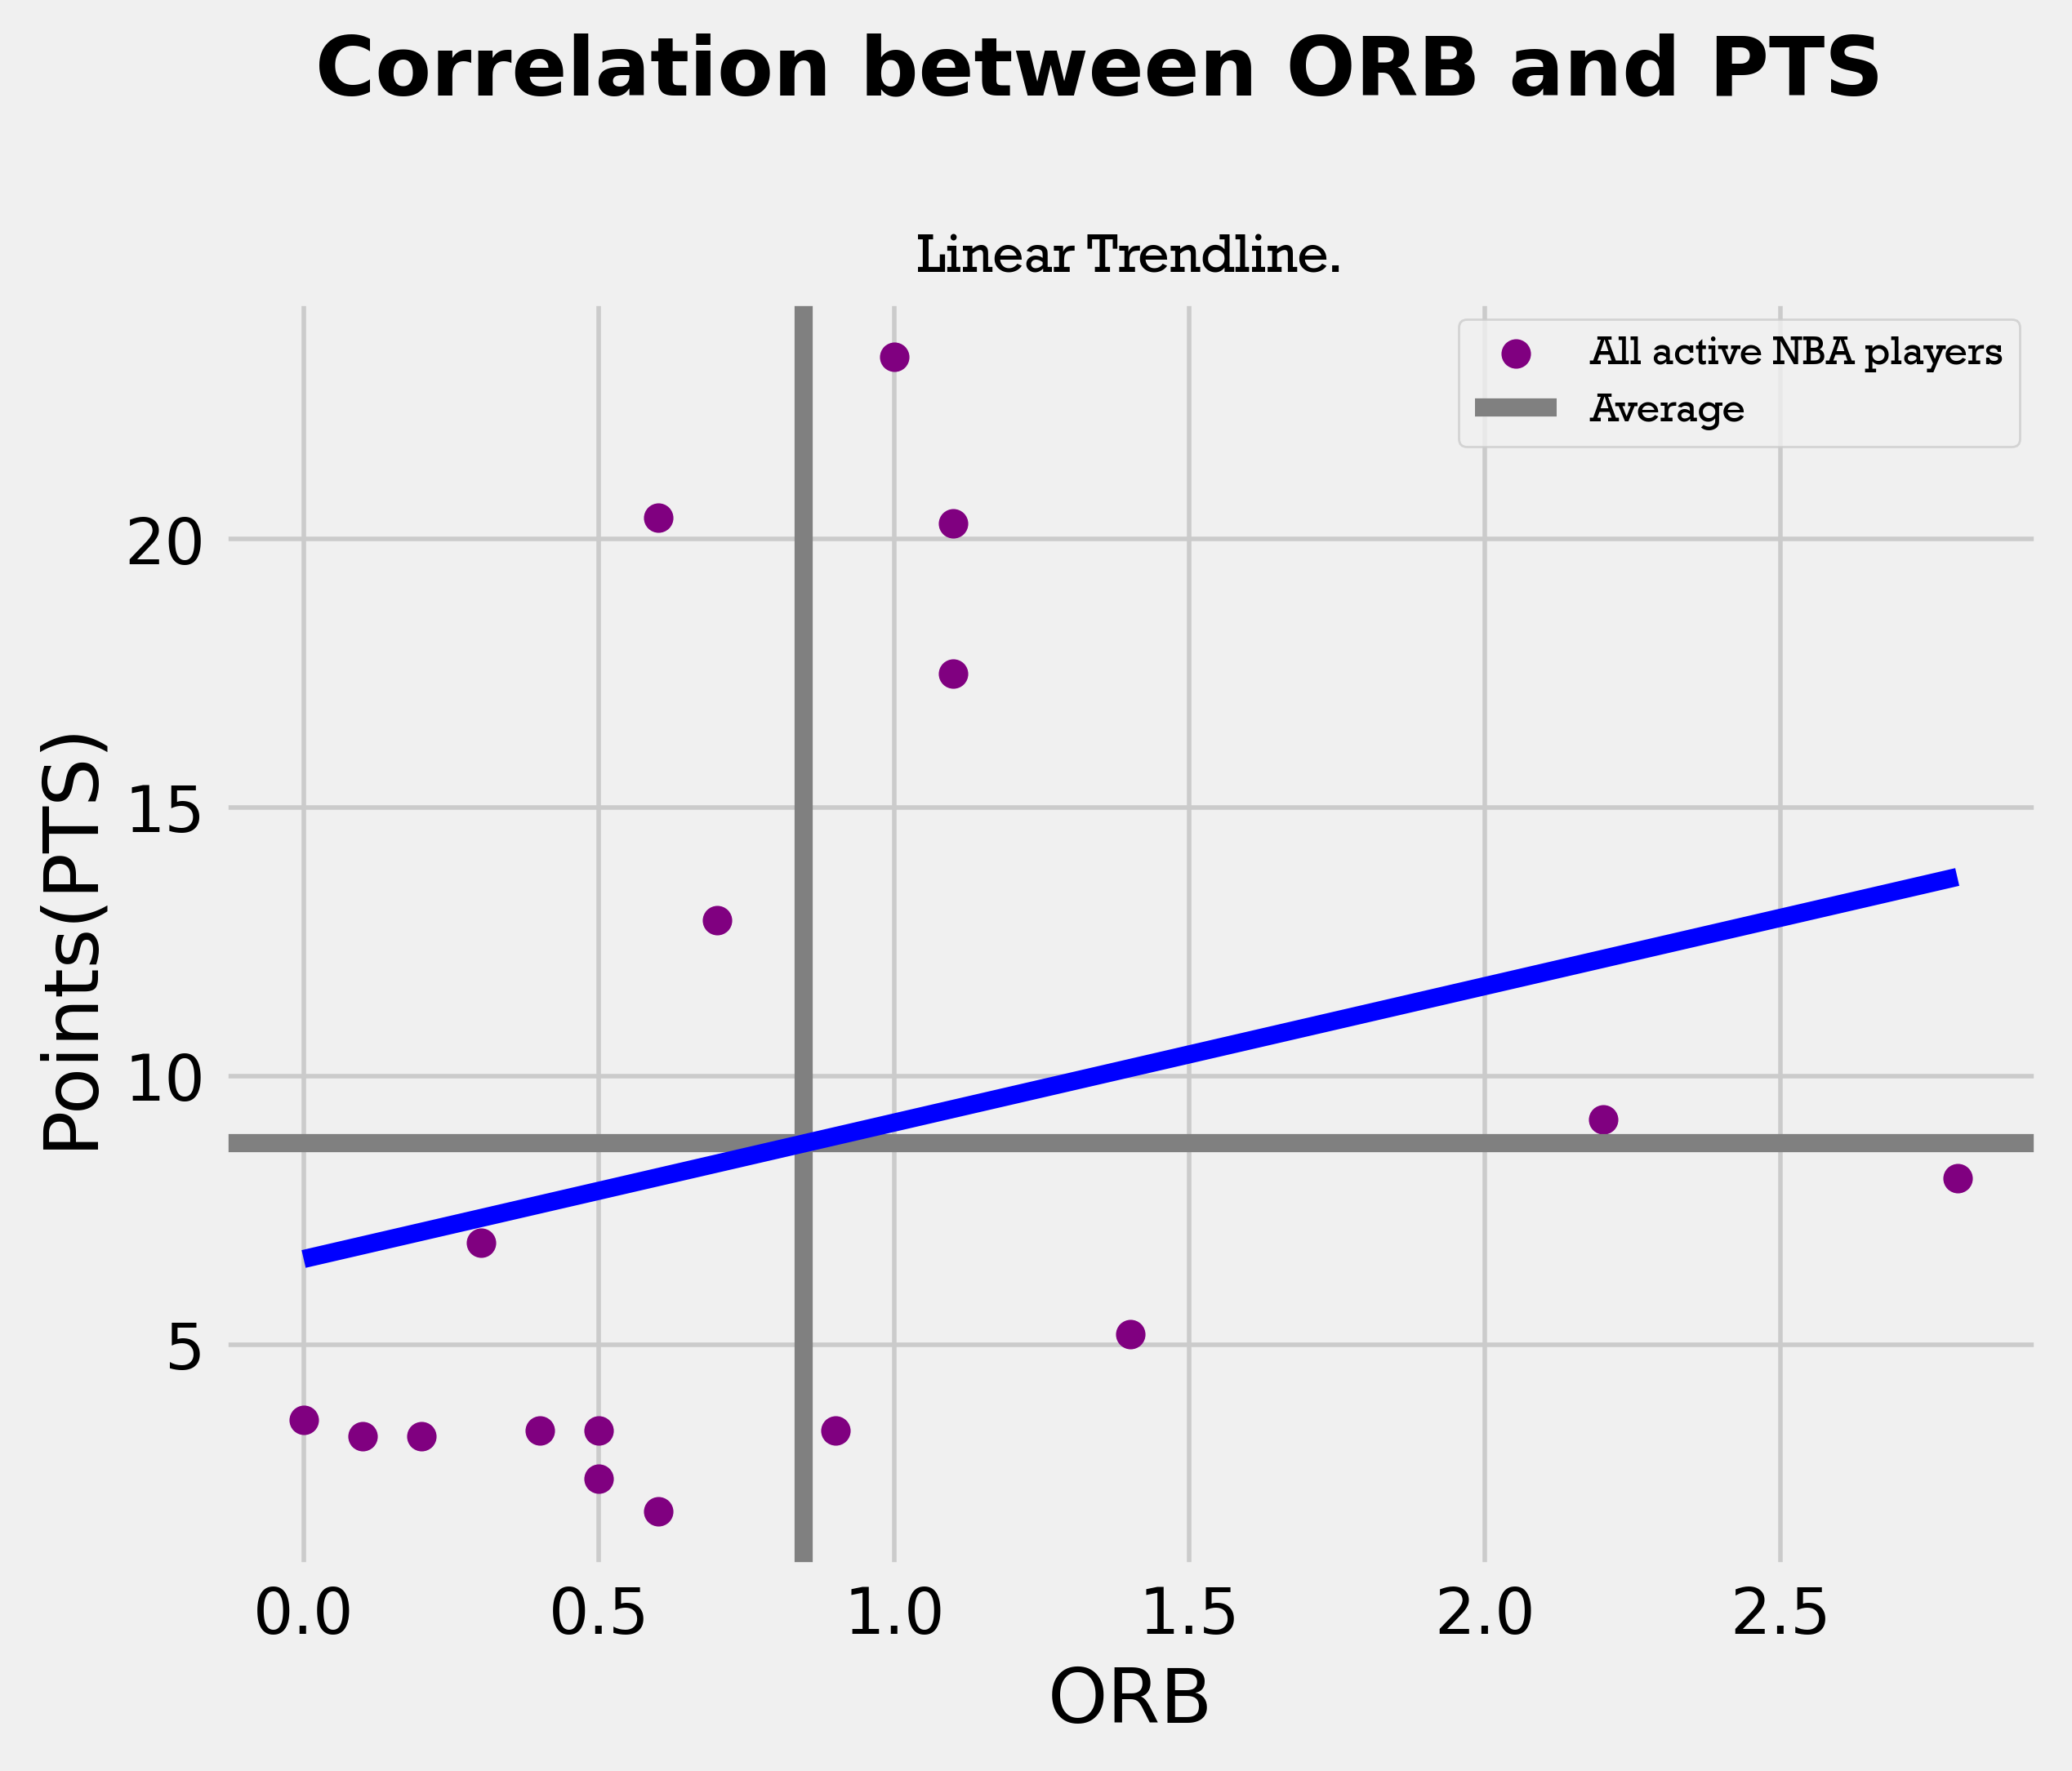 Correlation between ORB and PTS
Linear Trendline.
All active NBA players
Average
Points(PTS)
20
15
10
5
0.0 0.5 1.0 1.5 2.0 2.5
ORB